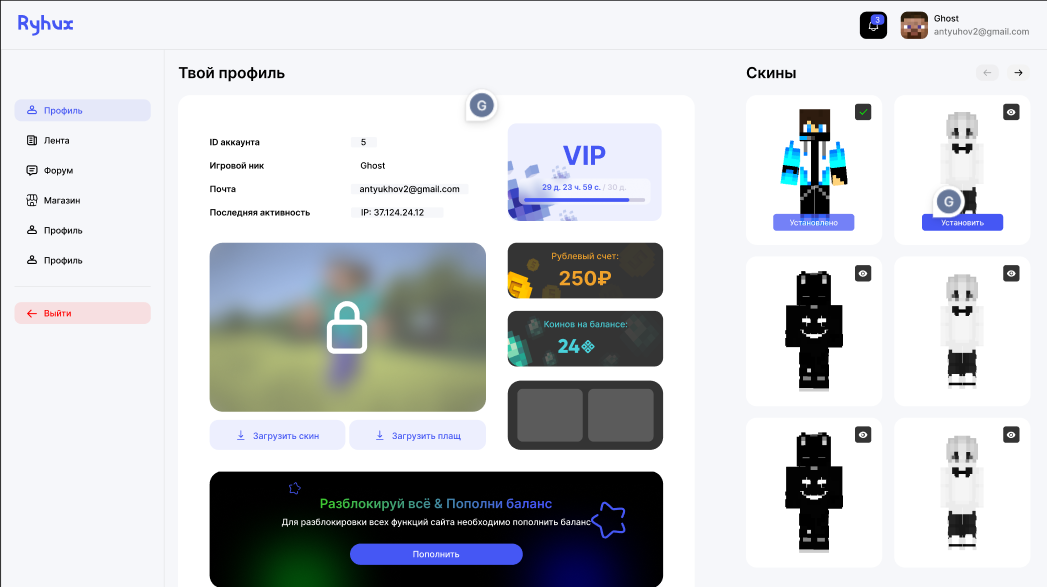 Ryhux
3
Ghost
antyuhov2@gmail.com
Профиль
Лента
Форум
Магазин
Профиль
Профиль
Выйти
Твой профиль
G
ID аккаунта 5
Игровой ник Ghost
Почта antyukhov2@gmail.com
Последняя активность IP: 37.124.24.12
VIP
29 д. 23 ч. 59 с. / 30 д.
Рублевый счет:
250₽
Коинов на балансе:
24
Загрузить скин
Загрузить плащ
Разблокируй всё & Пополни баланс
Для разблокировки всех функций сайта необходимо пополнить баланс
Пополнить
Скины
Установлено
G
Установить